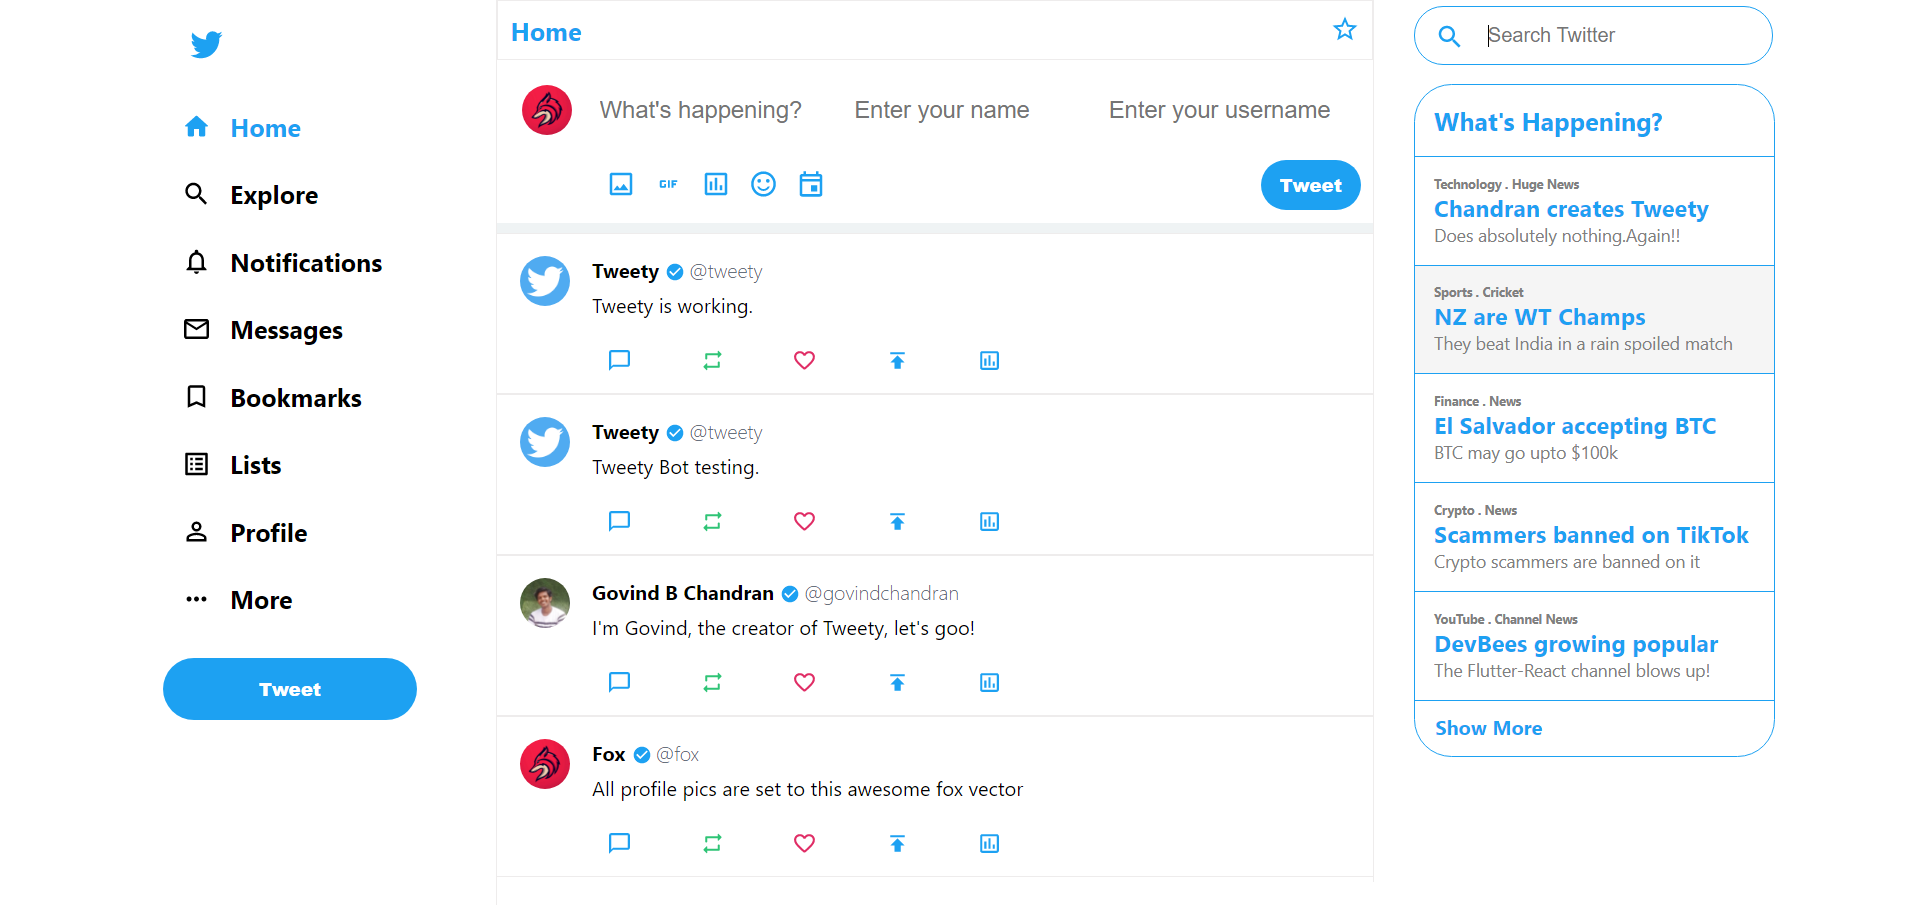 Home
Explore
Notifications
Messages
Bookmarks
Lists
Profile
More
Tweet
Home
What's happening? Enter your name Enter your username
GIF
Tweet
Tweety @tweety
Tweety is working.
Tweety @tweety
Tweety Bot testing.
Govind B Chandran @govindchandran
I'm Govind, the creator of Tweety, let's goo!
Fox @fox
All profile pics are set to this awesome fox vector
Search Twitter
What's Happening?
Technology . Huge News
Chandran creates Tweety
Does absolutely nothing.Again!!
Sports . Cricket
NZ are WT Champs
They beat India in a rain spoiled match
Finance . News
El Salvador accepting BTC
BTC may go upto $100k
Crypto . News
Scammers banned on TikTok
Crypto scammers are banned on it
YouTube . Channel News
DevBees growing popular
The Flutter-React channel blows up!
Show More